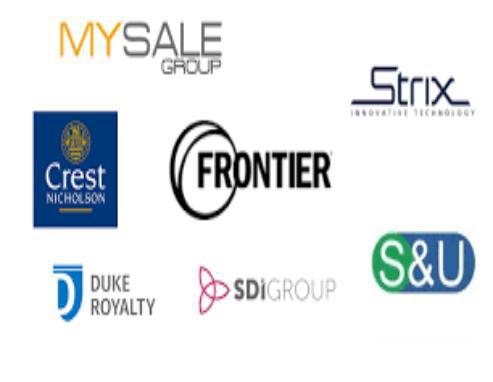 MYSALE
GROUP
Strix
INNOVATIVE TECHNOLOGY
Crest
NICHOLSON
FRONTIER
S&U
DUKE
ROYALTY
SDIGROUP